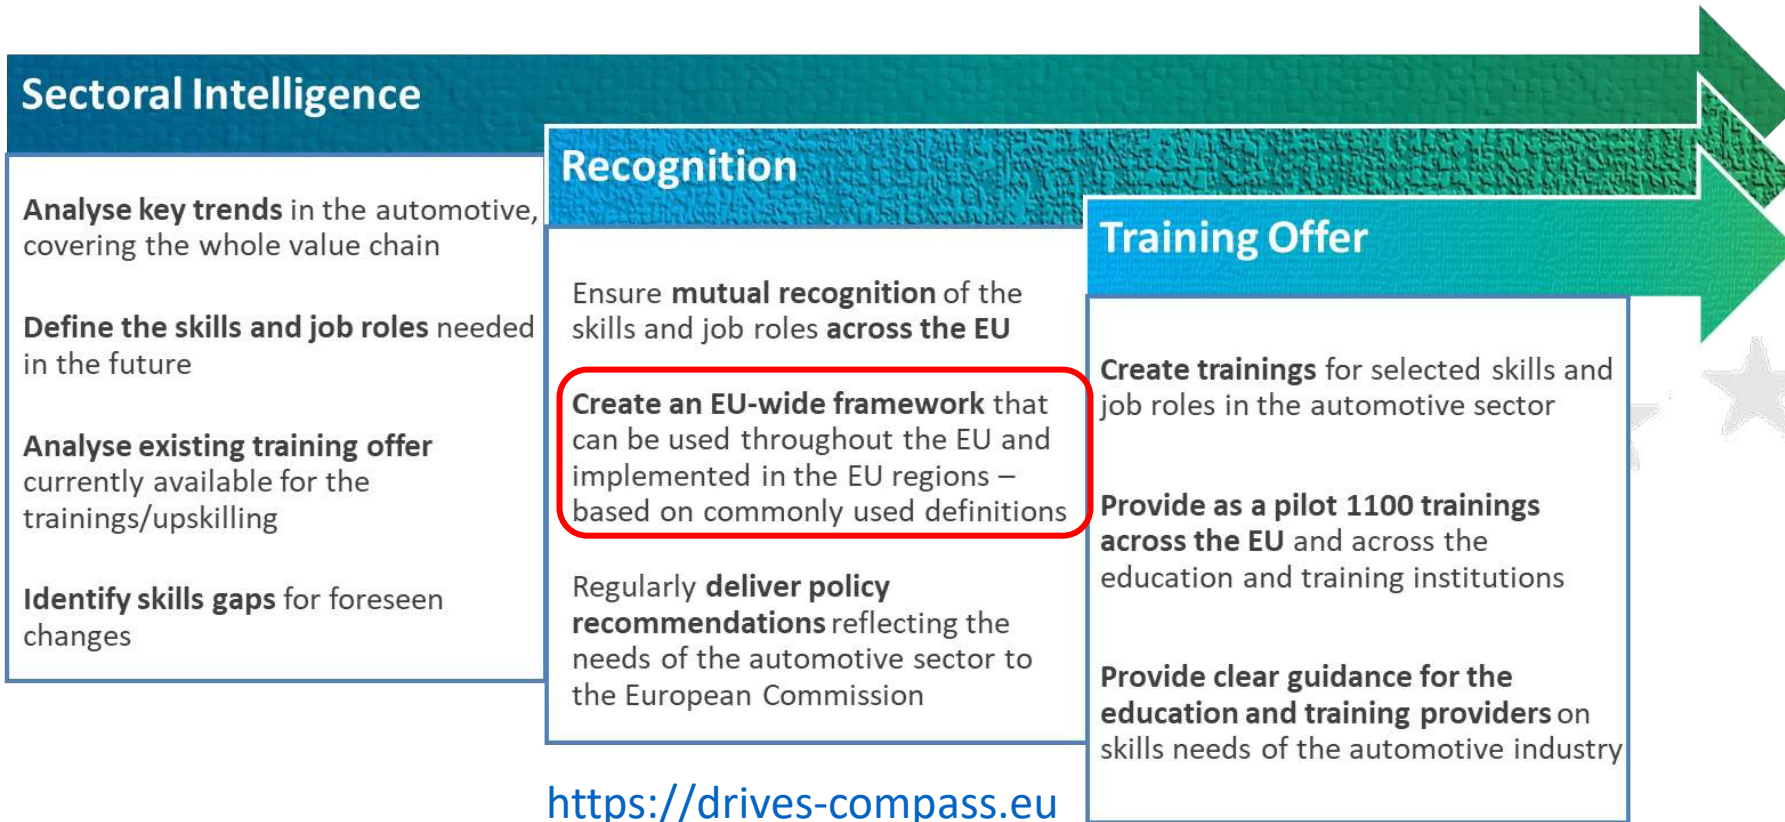 Sectoral Intelligence
Analyse key trends in the automotive,
covering the whole value chain
Define the skills and job roles needed
in the future
Analyse existing training offer
currently available for the
trainings/upskilling
Identify skills gaps for foreseen
changes
Recognition
Ensure mutual recognition of the
skills and job roles across the EU
Create an EU-wide framework that
can be used throughout the EU and
implemented in the EU regions –
based on commonly used definitions
Regularly deliver policy
recommendations reflecting the
needs of the automotive sector to
the European Commission
Training Offer
Create trainings for selected skills and
job roles in the automotive sector
Provide as a pilot 1100 trainings
across the EU and across the
education and training institutions
Provide clear guidance for the
education and training providers on
skills needs of the automotive industry
https://drives-compass.eu